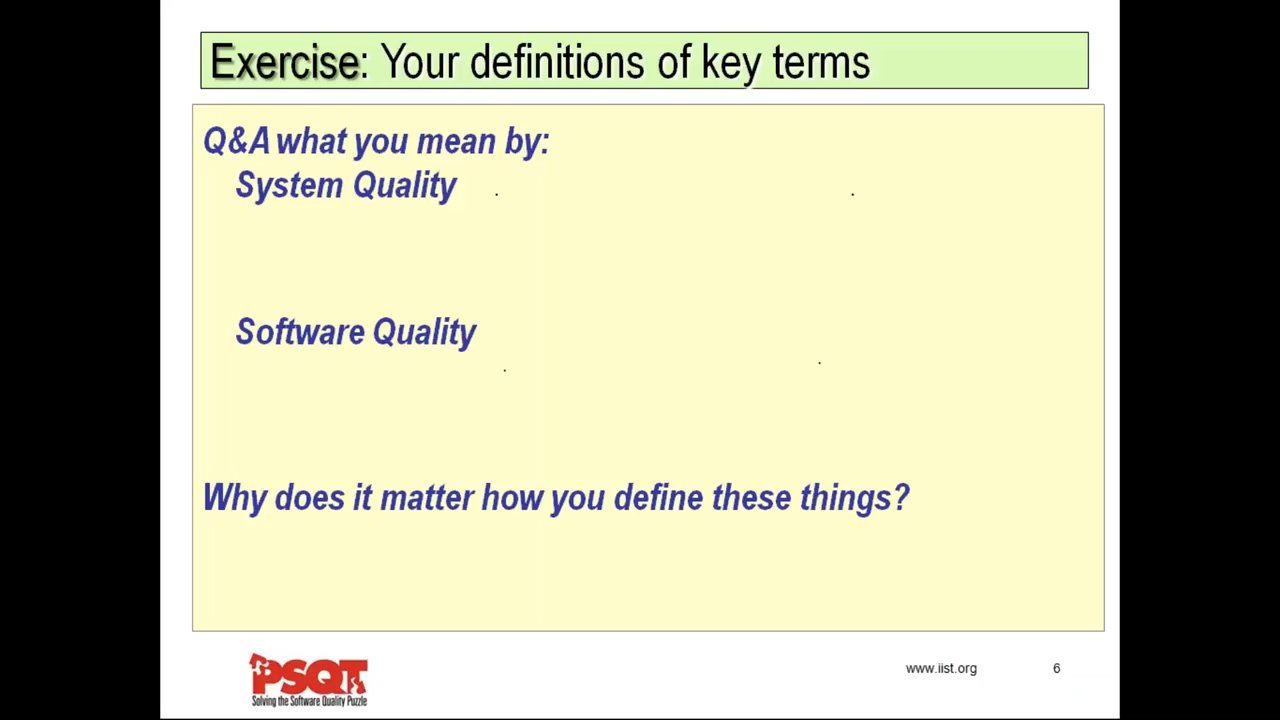 Exercise: Your definitions of key terms
Q&A what you mean by:
System Quality
Software Quality
Why does it matter how you define these things?
PSQT
Solving the Software Quality Puzzle
www.iist.org
6